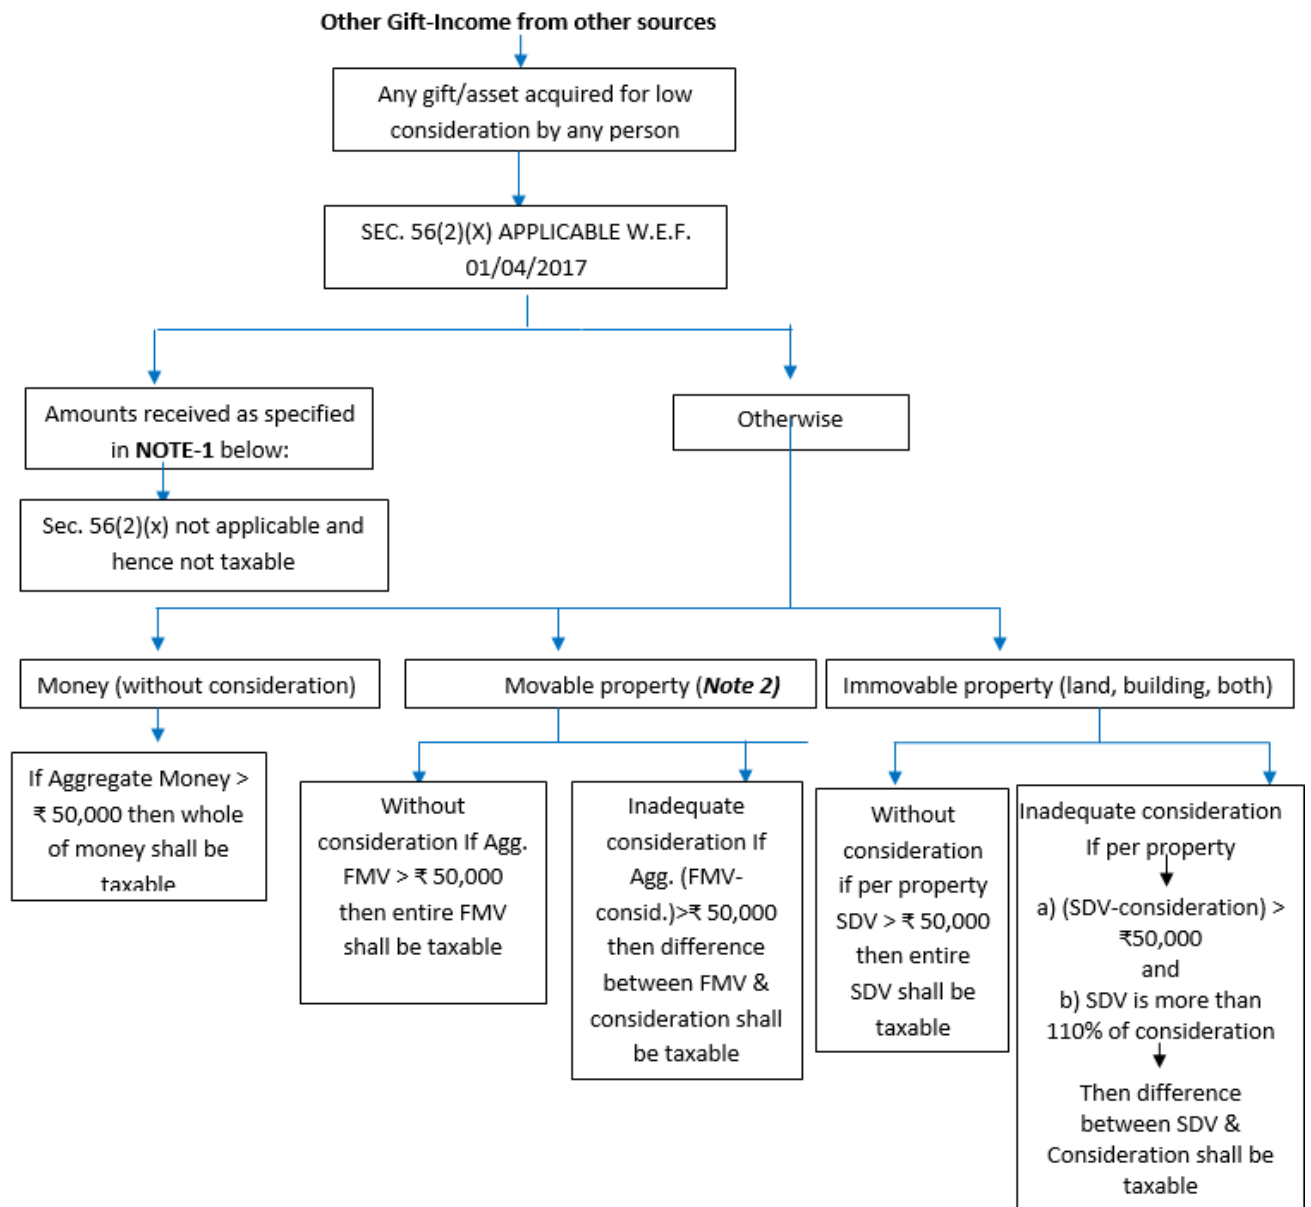 Other Gift-Income from other sources
Any gift/asset acquired for low
consideration by any person
SEC. 56(2)(X) APPLICABLE W.E.F.
01/04/2017
Amounts received as specified
in NOTE-1 below:
Otherwise
Sec. 56(2)(x) not applicable and
hence not taxable
Money (without consideration)
Movable property (Note 2)
Immovable property (land, building, both)
If Aggregate Money >
₹ 50,000 then whole
of money shall be
taxable
Without
consideration If Agg.
FMV > ₹ 50,000
then entire FMV
shall be taxable
Inadequate
consideration If
Agg. (FMV-
consid.)>₹ 50,000
then difference
between FMV &
consideration shall
be taxable
Without
consideration
if per property
SDV > ₹ 50,000
then entire
SDV shall be
taxable
Inadequate consideration
If per property
a) (SDV-consideration) >
₹50,000
and
b) SDV is more than
110% of consideration
Then difference
between SDV &
Consideration shall be
taxable